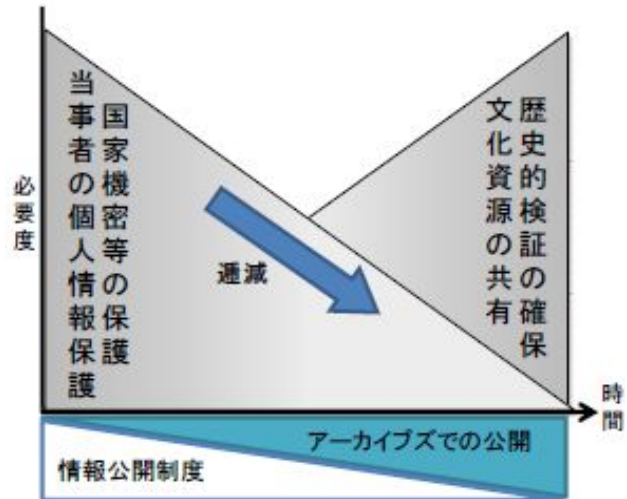 必要度
国家機密等の保護
当事者の個人情報保護
逓減
歴史的検証の確保
文化資源の共有
時間
アーカイブズでの公開
情報公開制度